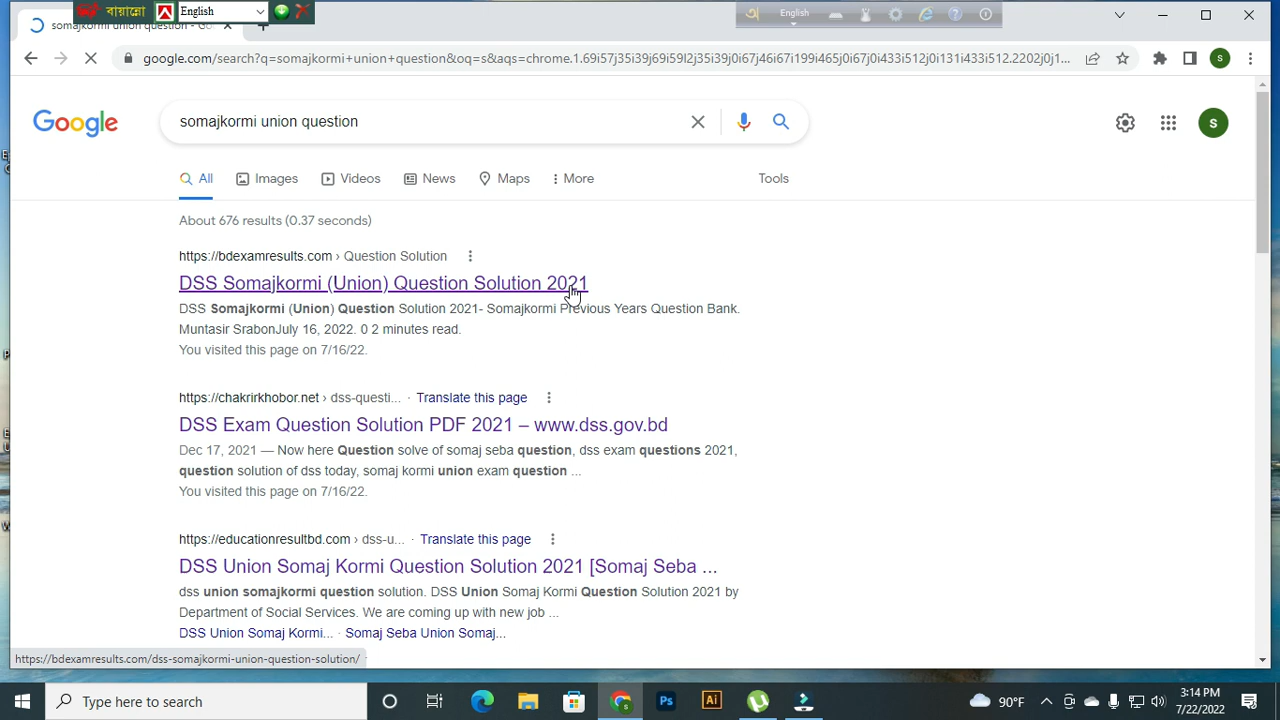 বায়ান্নো English
English
somajkormi union question - Go
google.com/search?q=somajkormi+union+question&oq=s&aqs=chrome.1.69i57j35i39j69i59l2j35i39j0i67j46i67i199i465j0i67j0i433i512j0i131i433i512.2202j0j1...
S
Google
somajkormi union question
S
All Images Videos News Maps More Tools
About 676 results (0.37 seconds)
https://bdexamresults.com › Question Solution
DSS Somajkormi (Union) Question Solution 2021
DSS Somajkormi (Union) Question Solution 2021- Somajkormi Previous Years Question Bank.
Muntasir SrabonJuly 16, 2022. 0 2 minutes read.
You visited this page on 7/16/22.
https://chakrirkhobor.net › dss-questi... · Translate this page
DSS Exam Question Solution PDF 2021 – www.dss.gov.bd
Dec 17, 2021 — Now here Question solve of somaj seba question, dss exam questions 2021,
question solution of dss today, somaj kormi union exam question ...
You visited this page on 7/16/22.
https://educationresultbd.com › dss-u... · Translate this page
DSS Union Somaj Kormi Question Solution 2021 [Somaj Seba ...
dss union somajkormi question solution. DSS Union Somaj Kormi Question Solution 2021 by
Department of Social Services. We are coming up with new job ...
DSS Union Somaj Kormi... · Somaj Seba Union Somaj...
https://bdexamresults.com/dss-somajkormi-union-question-solution/
Type here to search
Ps
Ai
90°F
3:14 PM
7/22/2022